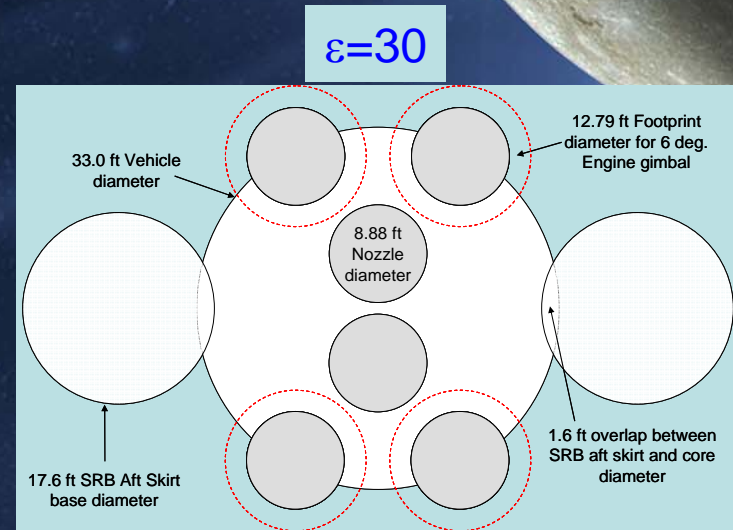 ε=30
12.79 ft Footprint
diameter for 6 deg.
Engine gimbal
33.0 ft Vehicle
diameter
8.88 ft
Nozzle
diameter
1.6 ft overlap between
SRB aft skirt and core
diameter
17.6 ft SRB Aft Skirt
base diameter